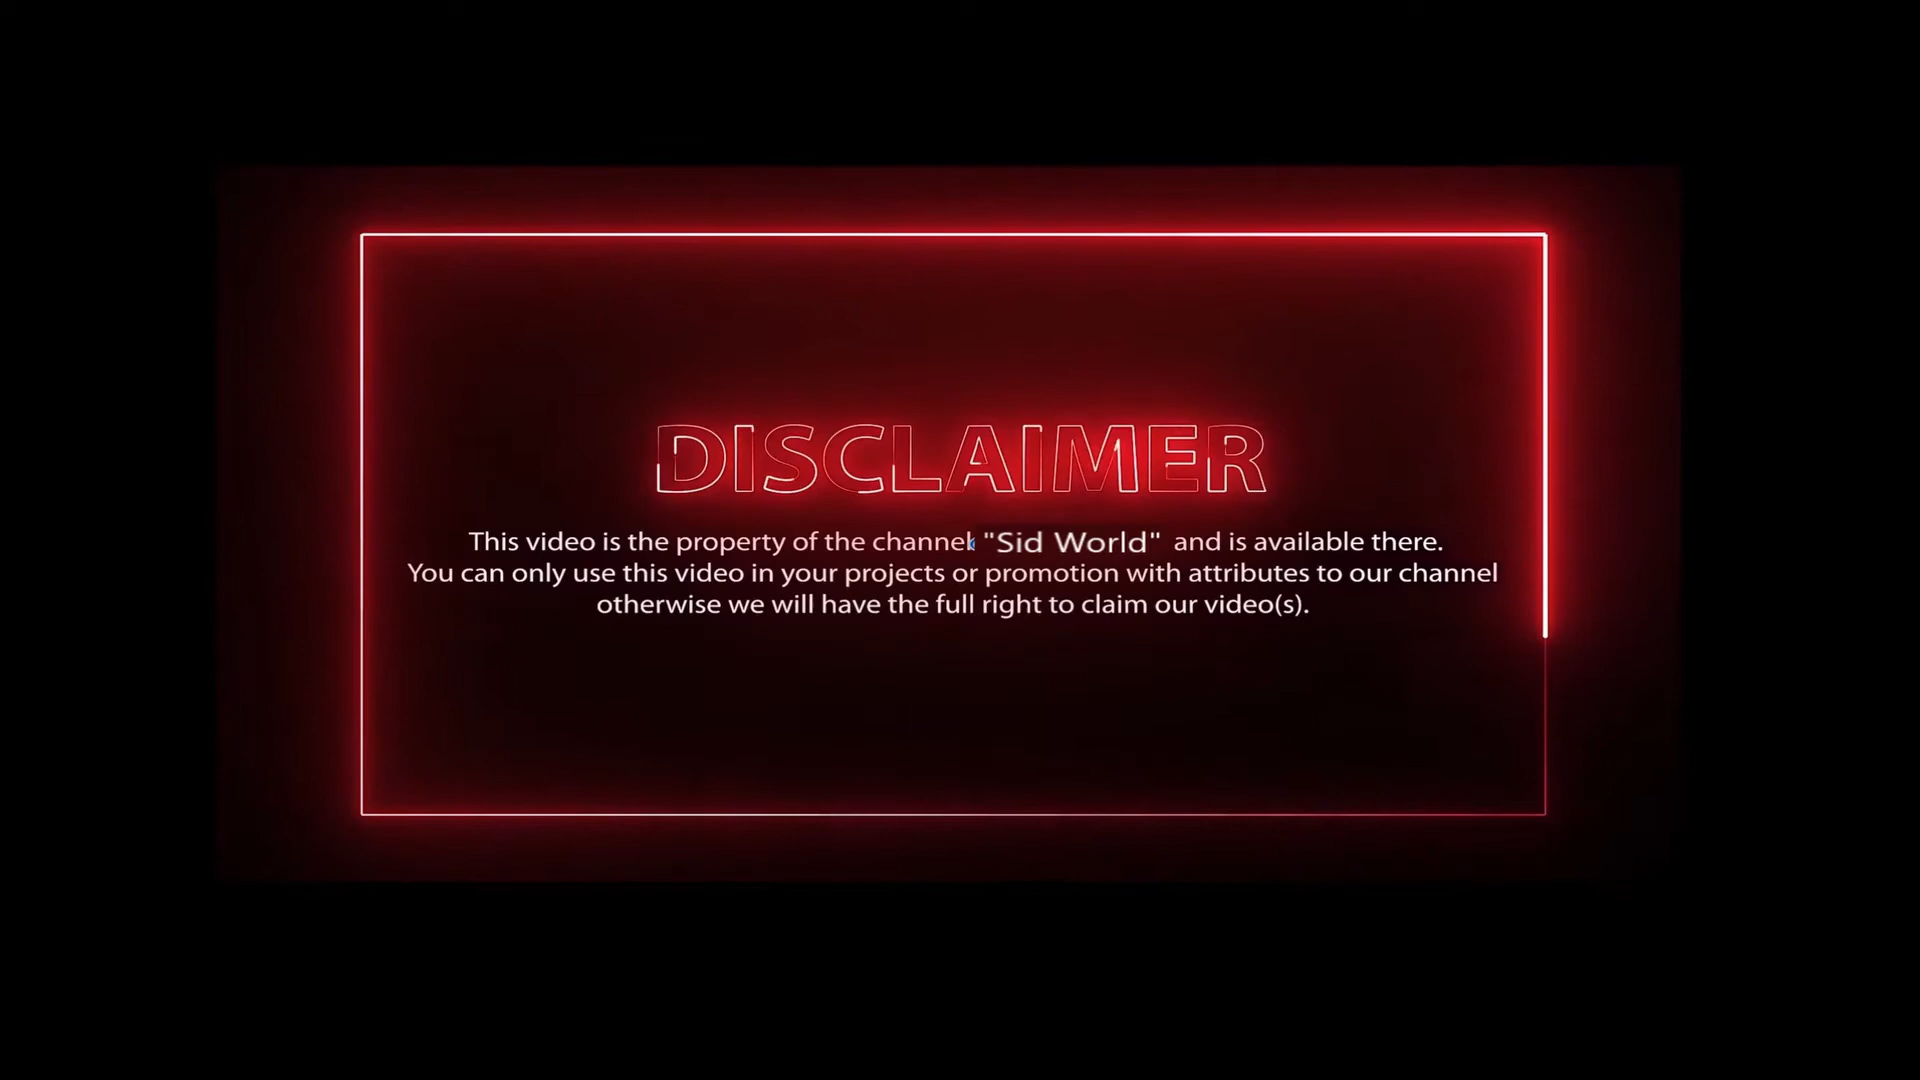 DISCLAIMER
This video is the property of the channel "Sid World" and is available there.
You can only use this video in your projects or promotion with attributes to our channel
otherwise we will have the full right to claim our video(s).